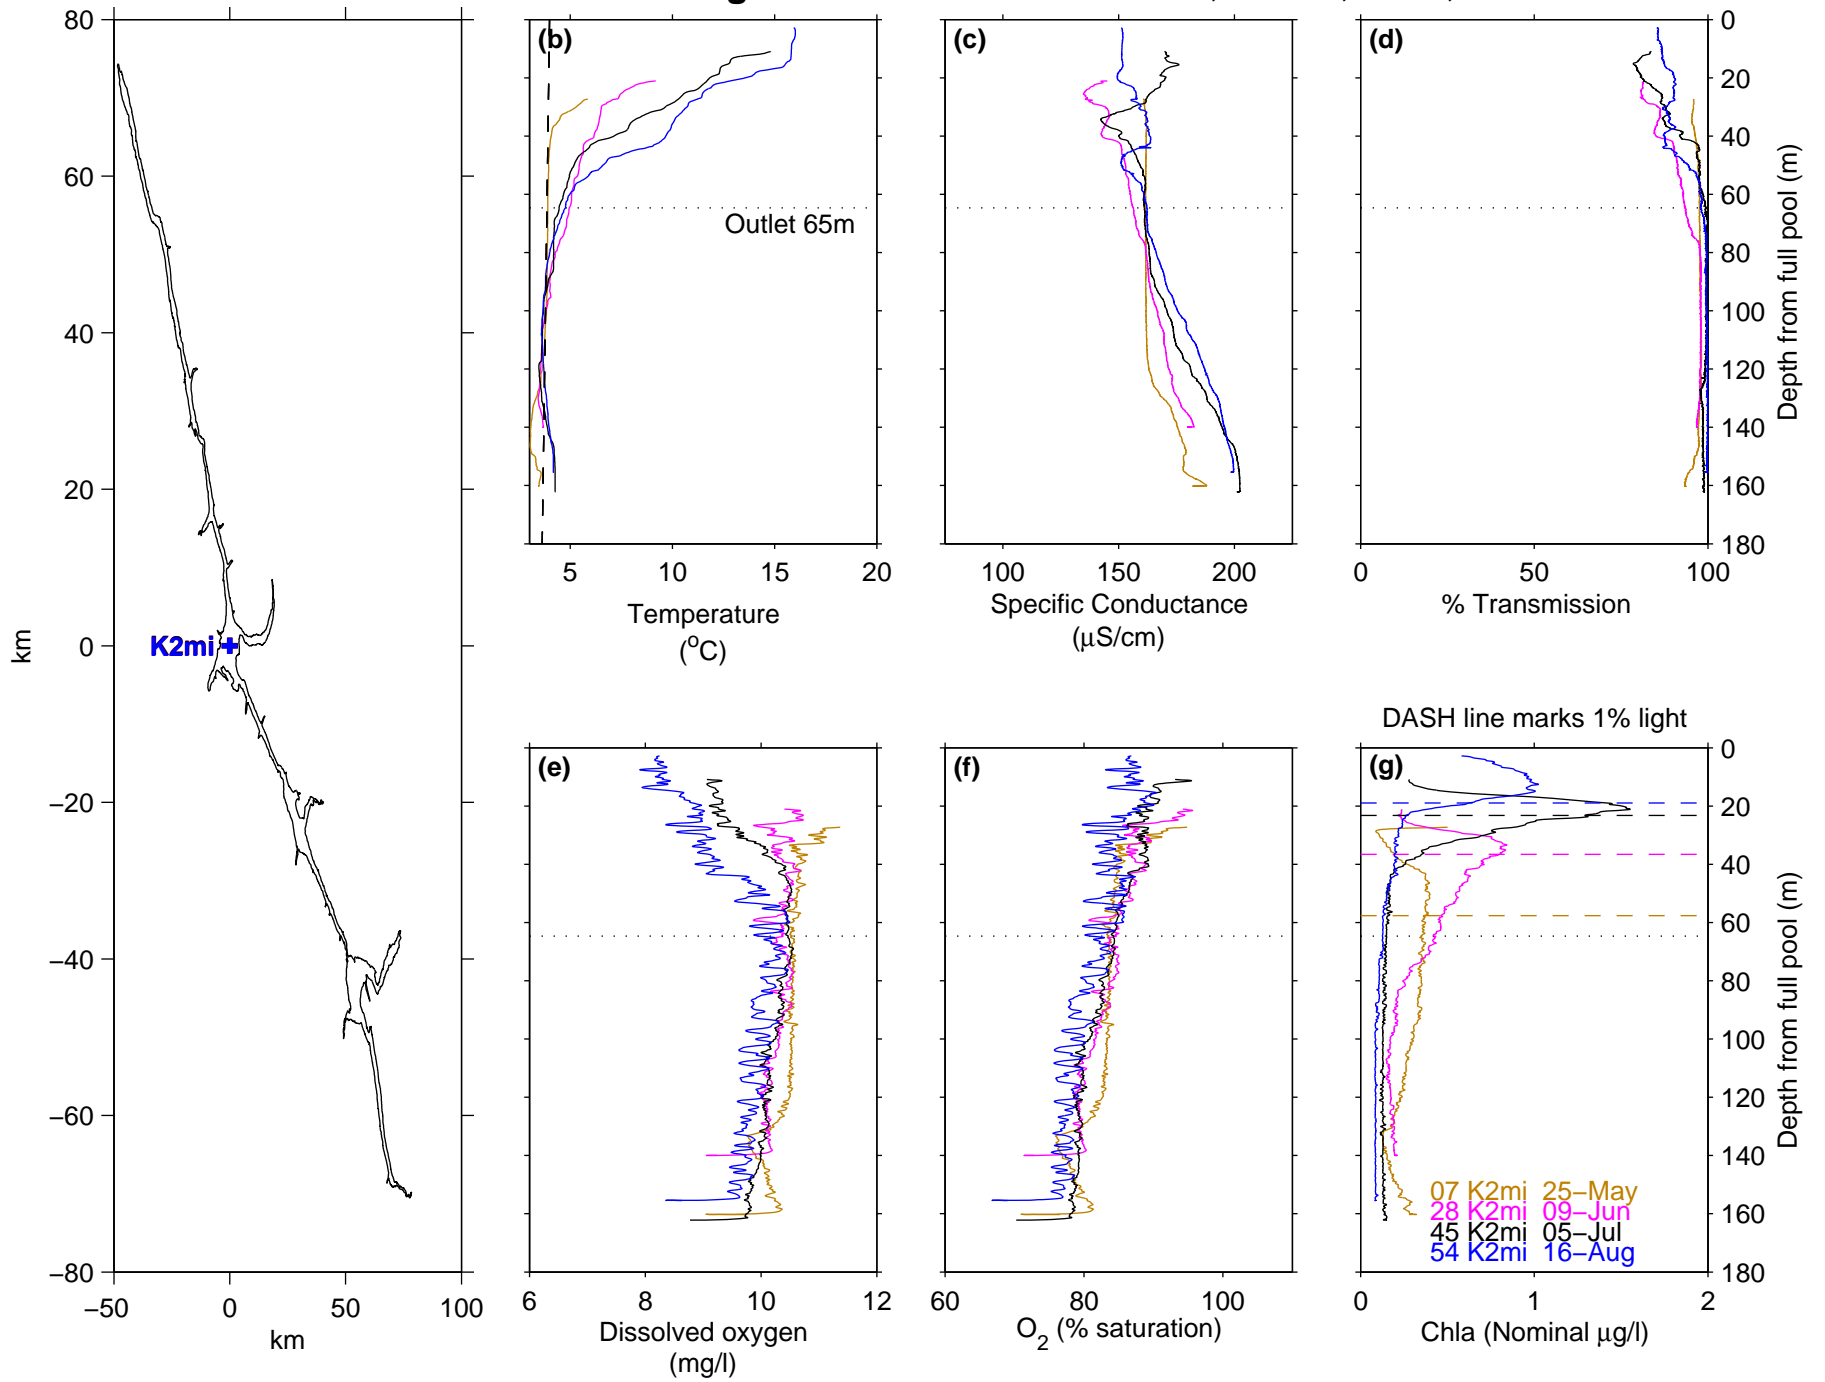 (b)
(c)
(d)
Outlet 65m
80
60
40
20
0
−20
−40
−60
−80
km
−50 0 50 100
km
K2mi
5 10 15 20
Temperature
(°C)
100 150 200
Specific Conductance
(μS/cm)
0 50 100
% Transmission
0
20
40
60
80
100
120
140
160
180
Depth from full pool (m)
DASH line marks 1% light
(e)
(f)
(g)
07 K2mi 25−May
28 K2mi 09−Jun
45 K2mi 05−Jul
54 K2mi 16−Aug
6 8 10 12
Dissolved oxygen
(mg/l)
60 80 100
O2 (% saturation)
0 1 2
Chla (Nominal μg/l)
0
20
40
60
80
100
120
140
160
180
Depth from full pool (m)